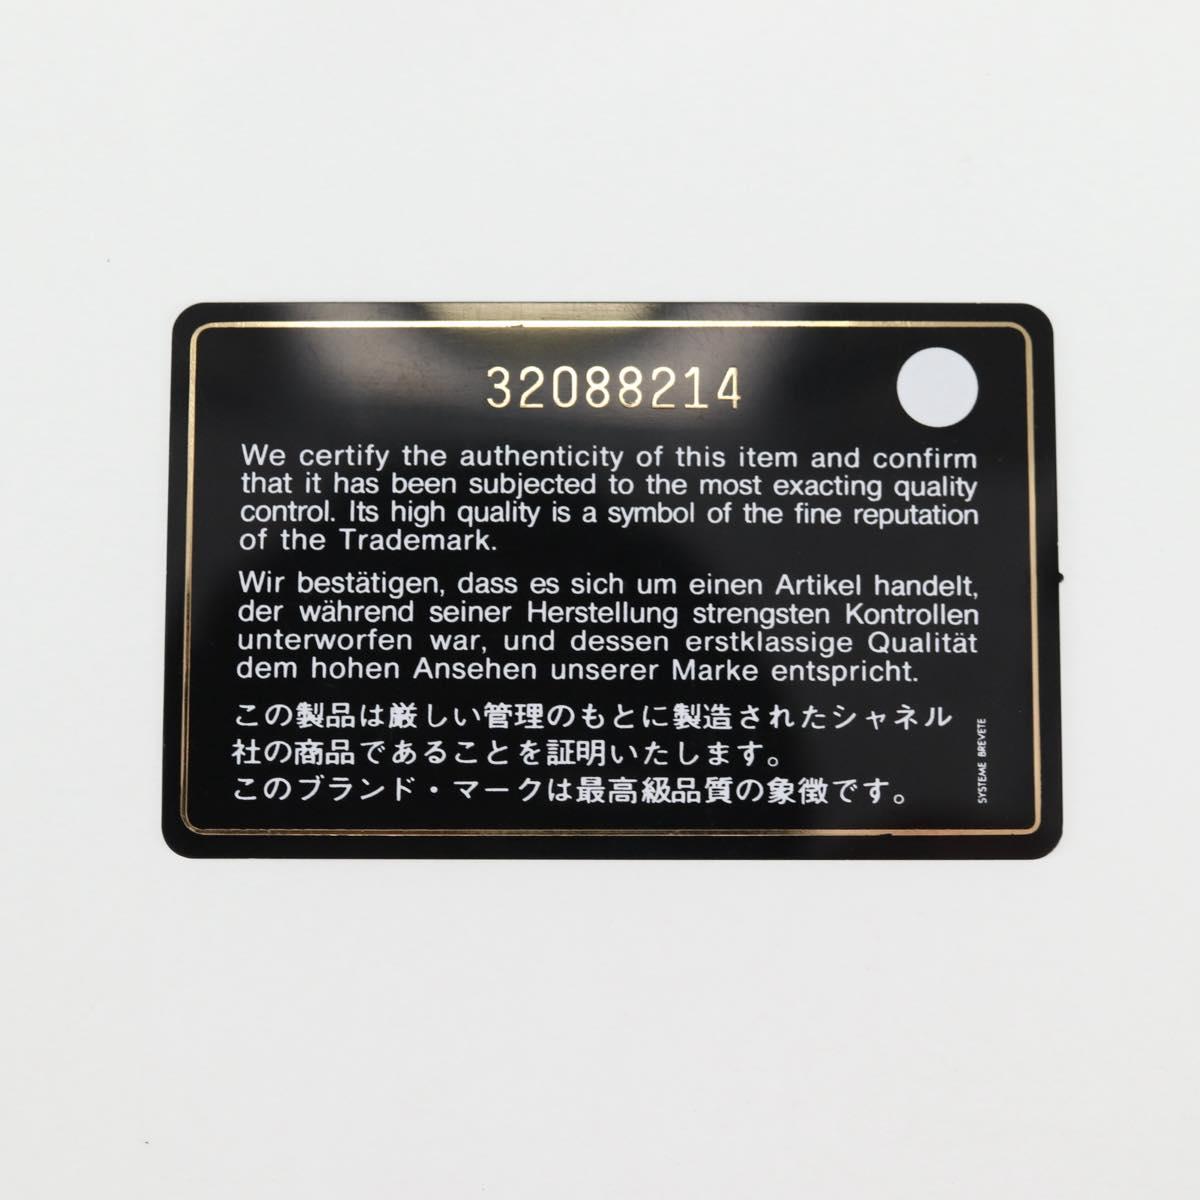 32088214
We certify the authenticity of this item and confirm
that it has been subjected to the most exacting quality
control. Its high quality is a symbol of the fine reputation
of the Trademark.
Wir bestätigen, dass es sich um einen Artikel handelt,
der während seiner Herstellung strengsten Kontrollen
unterworfen war, und dessen erstklassige Qualität
dem hohen Ansehen unserer Marke entspricht.
この製品は厳しい管理のもとに製造されたシャネル
社の商品であることを証明いたします。
このブランド・マークは最高級品質の象徴です。
SYSTEME BREVETE